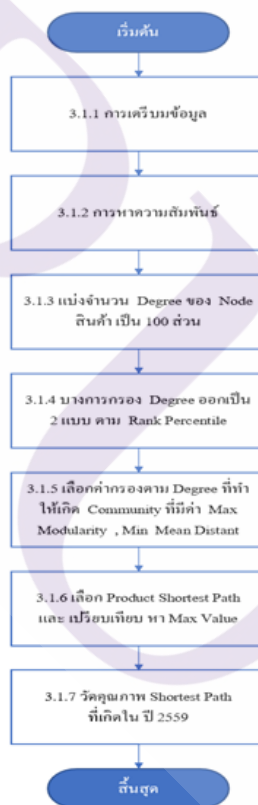 เริ่มต้น
3.1.1 การเตรียมข้อมูล
3.1.2 การหาความสัมพันธ์
3.1.3 แบ่งจำนวน Degree ของ Node
สินค้า เป็น 100 ส่วน
3.1.4 บางการกรอง Degree ออกเป็น
2 แบบ ตาม Rank Percentile
3.1.5 เลือกค่ากรองตาม Degree ที่ทำ
ให้เกิด Community ที่มีค่า Max
Modularity , Min Mean Distant
3.1.6 เลือก Product Shortest Path
และ เปรียบเทียบ หา Max Value
3.1.7 วัดคุณภาพ Shortest Path
ที่เกิดใน ปี 2559
สิ้นสุด